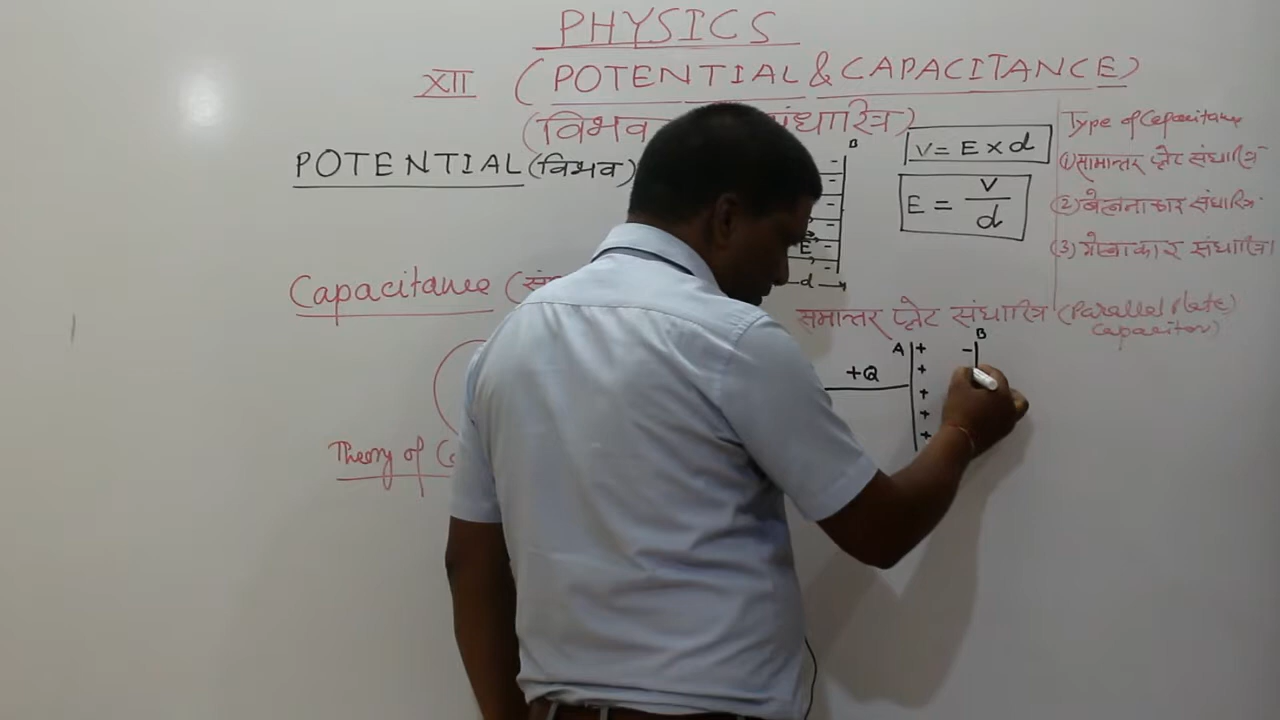 PHYSICS
XII (POTENTIAL & CAPACITANCE)
(विभव संधारित्र)
POTENTIAL (विभव)
B
E
d
V = E × d
E = V/d
Type of Capacitance
(1) सामान्तर प्लेट संधारित्र
(2) बेलनाकार संधारित्र
(3) गोलाकार संधारित्र
Capacitance
समान्तर प्लेट संधारित्र (Parallel Plate Capacitor)
A + - B
+Q +
+
+
+
Theory of